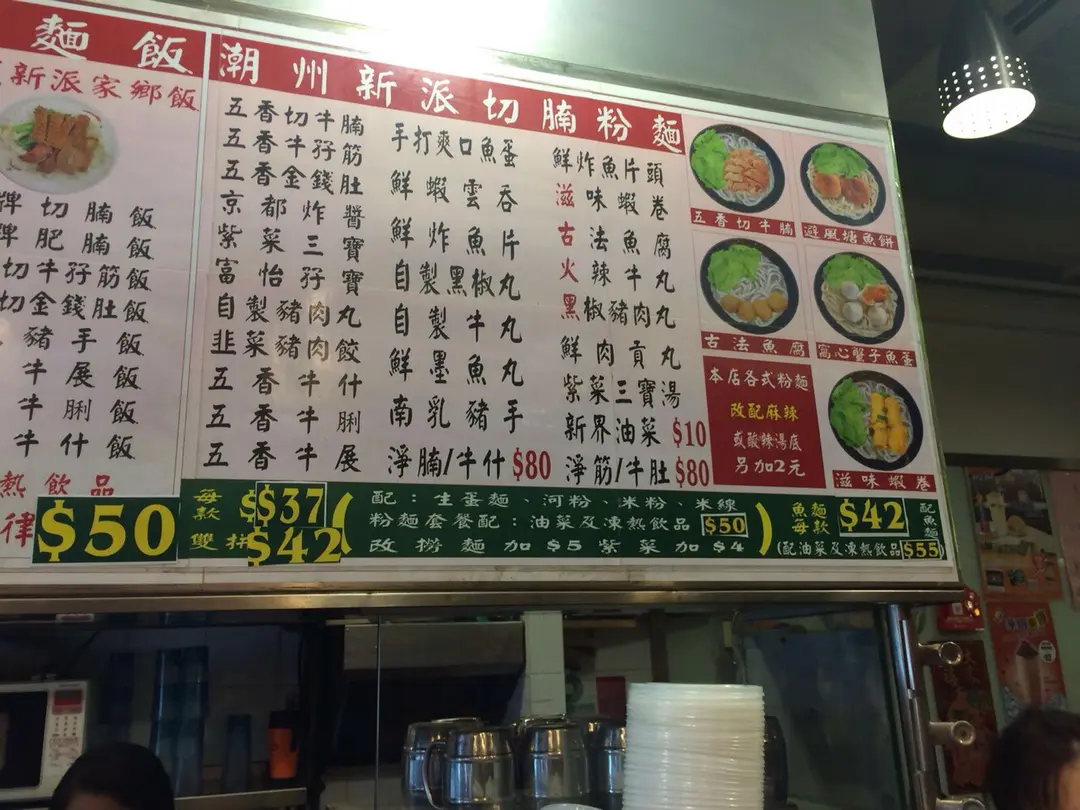 麵飯
新派家鄉飯
牌切腩飯
牌肥腩飯
切牛孖筋飯
切金錢肚飯
豬手飯
牛展飯
牛脷飯
牛什飯
熱飲品
律$50
潮州新派切腩粉麵
五香切牛腩
五香牛孖筋
五香金錢肚
京都炸醬
紫菜三寶
富怡孖寶
自製豬肉丸
韭菜豬肉餃
五香牛什
五香牛脷
五香牛展
手打爽口魚蛋
鮮蝦雲吞
鮮炸魚片
自製黑椒丸
自製牛丸
鮮墨魚丸
南乳豬手
淨腩/牛什$80
鮮炸魚片頭
滋味蝦卷
古法魚腐
火辣牛丸
黑椒豬肉丸
鮮肉貢丸
紫菜三寶湯
新界油菜$10
淨筋/牛肚$80
五香切牛腩
避風塘魚餅
古法魚腐
窩心蟹子魚蛋
本店各式粉麵
改配麻辣
或酸辣湯底
另加2元
滋味蝦卷
每款$37
雙拼$42
配：生蛋麵、河粉、米粉、米線
粉麵套餐配：油菜及凍熱飲品$50
改撈麵加$5紫菜加$4
魚麵每款$42配魚麵
(配油菜及凍熱飲品$55)